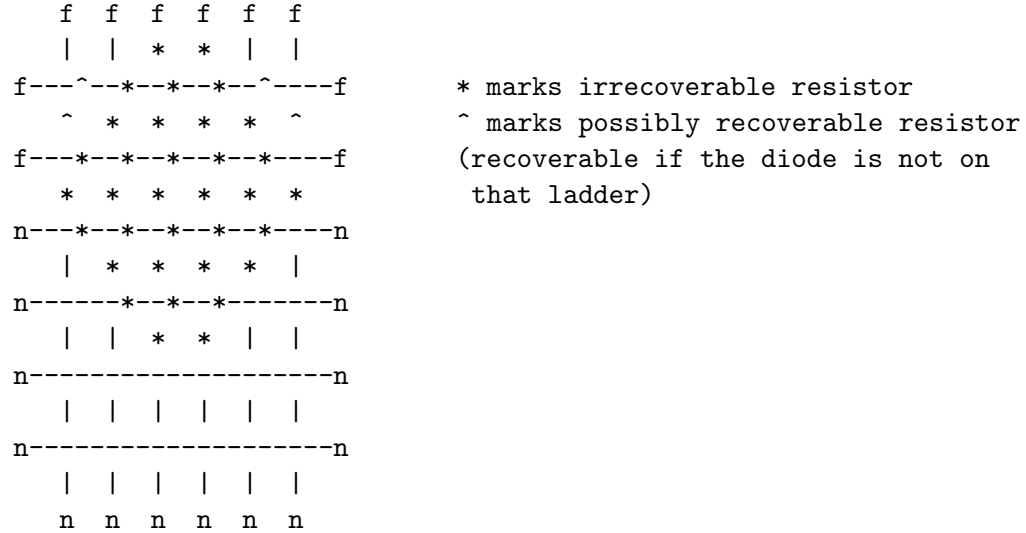 f f f f f f
| | * * | |
f---^--*--*--*--^----f * marks irrecoverable resistor
^ * * * * ^ ^ marks possibly recoverable resistor
f---*--*--*--*--*----f (recoverable if the diode is not on
* * * * * * that ladder)
n---*--*--*--*--*----n
| * * * * |
n------*--*--*-------n
| | * * | |
n--------------------n
| | | | | |
n--------------------n
| | | | | |
n n n n n n